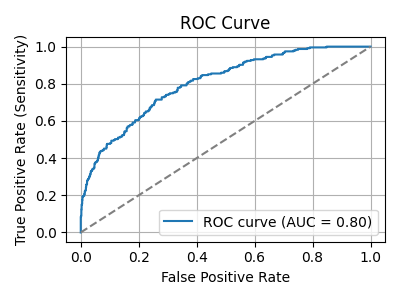 ROC Curve
True Positive Rate (Sensitivity)
1.0
0.8
0.6
0.4
0.2
0.0
ROC curve (AUC = 0.80)
0.0 0.2 0.4 0.6 0.8 1.0
False Positive Rate